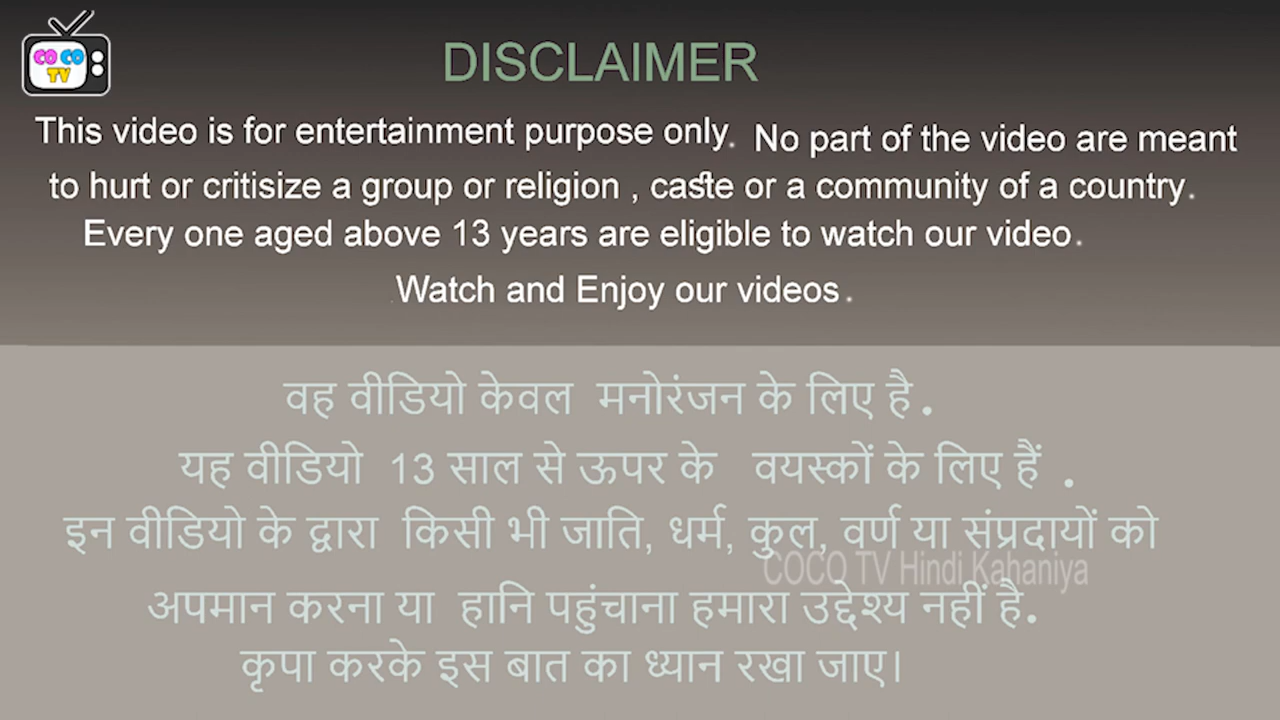 CO CO
TV
DISCLAIMER
This video is for entertainment purpose only. No part of the video are meant
to hurt or critisize a group or religion , caste or a community of a country.
Every one aged above 13 years are eligible to watch our video.
Watch and Enjoy our videos .
वह वीडियो केवल मनोरंजन के लिए है .
यह वीडियो 13 साल से ऊपर के वयस्कों के लिए हैं .
इन वीडियो के द्वारा किसी भी जाति, धर्म, कुल, वर्ण या संप्रदायों को
COCO TV Hindi Kahaniya
अपमान करना या हानि पहुंचाना हमारा उद्देश्य नहीं है.
कृपा करके इस बात का ध्यान रखा जाए।